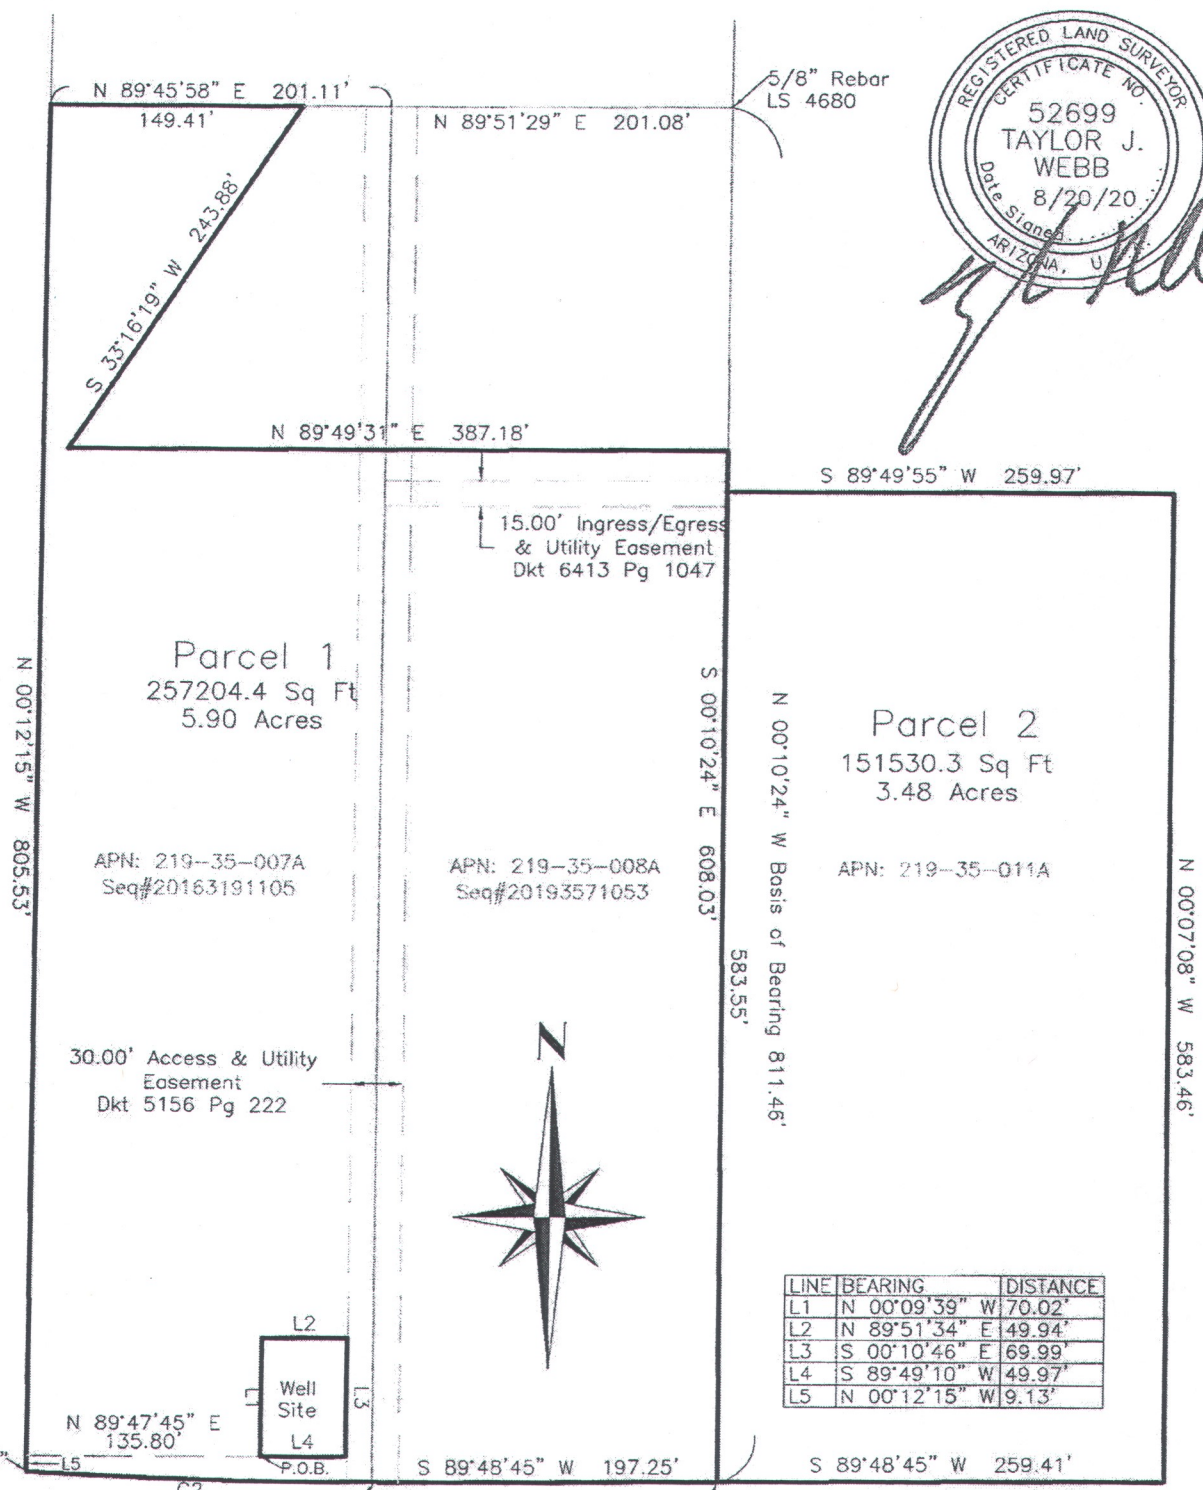 N 89°45'58" E 201.11'
149.41'
N 89°51'29" E 201.08'
5/8" Rebar
LS 4680
REGISTERED LAND SURVEYOR
CERTIFICATE NO.
52699
TAYLOR J.
WEBB
8/20/20
Date Signed
ARIZONA, U
S 33°16'19" W 243.88'
N 89°49'31" E 387.18'
S 89°49'55" W 259.97'
15.00' Ingress/Egress
& Utility Easement
Dkt 6413 Pg 1047
Parcel 1
257204.4 Sq Ft
5.90 Acres
Parcel 2
151530.3 Sq Ft
3.48 Acres
N 00°12'15" W 805.53'
S 00°10'24" E 608.03'
583.55'
N 00°10'24" W Basis of Bearing 811.46'
N 00°07'08" W 583.46'
APN: 219-35-007A
Seq#20163191105
APN: 219-35-008A
Seq#20193571053
APN: 219-35-011A
30.00' Access & Utility
Easement
Dkt 5156 Pg 222
N
LINE BEARING DISTANCE
L1 N 00°09'39" W 70.02'
L2 N 89°51'34" E 49.94'
L3 S 00°10'46" E 69.99'
L4 S 89°49'10" W 49.97'
L5 N 00°12'15" W 9.13'
L2
L1
Well
Site
L3
L4
N 89°47'45" E
135.80'
L5
P.O.B.
S 89°48'45" W 197.25'
S 89°48'45" W 259.41'